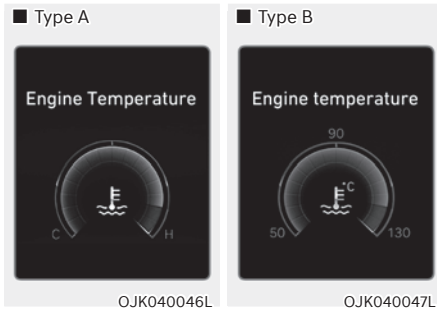 ■ Type A
Engine Temperature
C
H
OJK040046L
■ Type B
Engine temperature
90
°C
50
130
OJK040047L